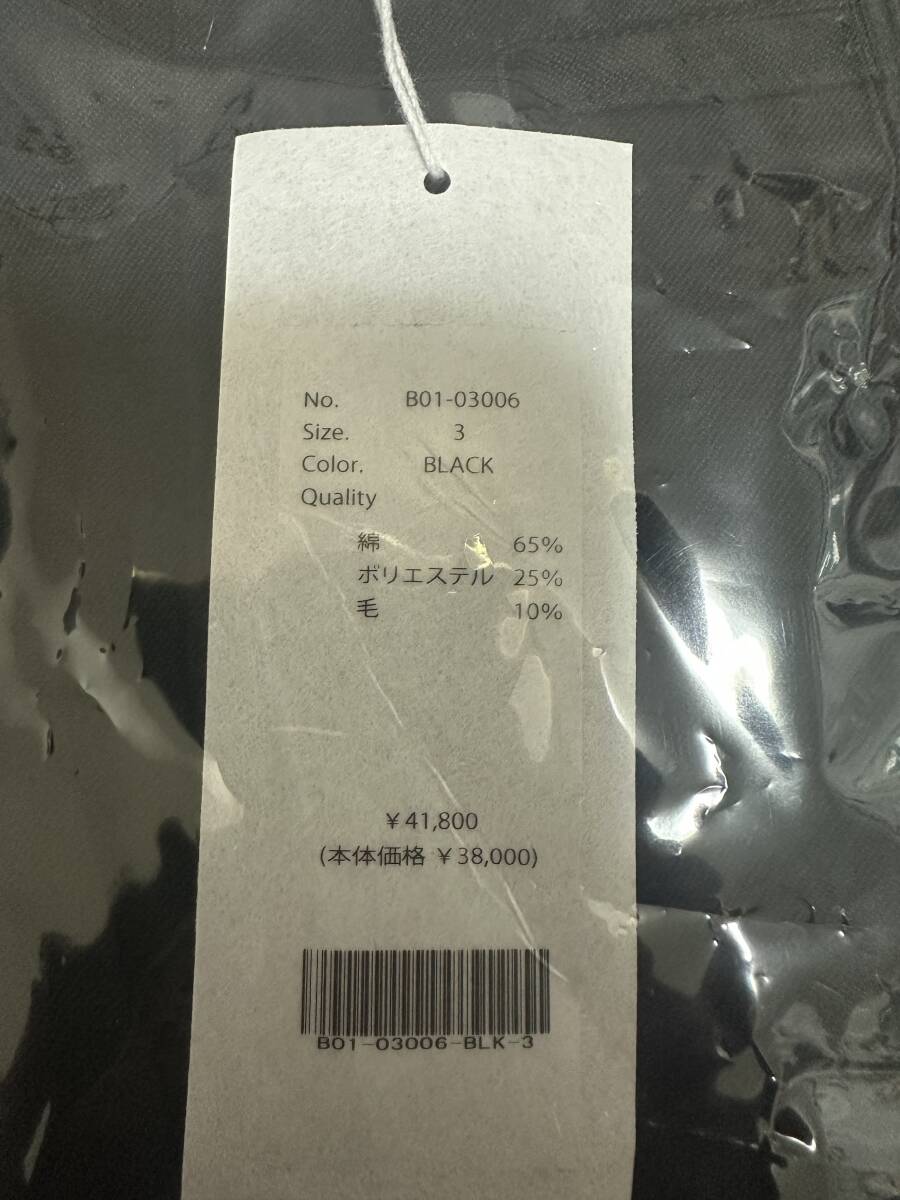 No. B01-03006
Size. 3
Color. BLACK
Quality
綿 65%
ポリエステル 25%
毛 10%
￥41,800
(本体価格 ￥38,000)
B01-03006-BLK-3